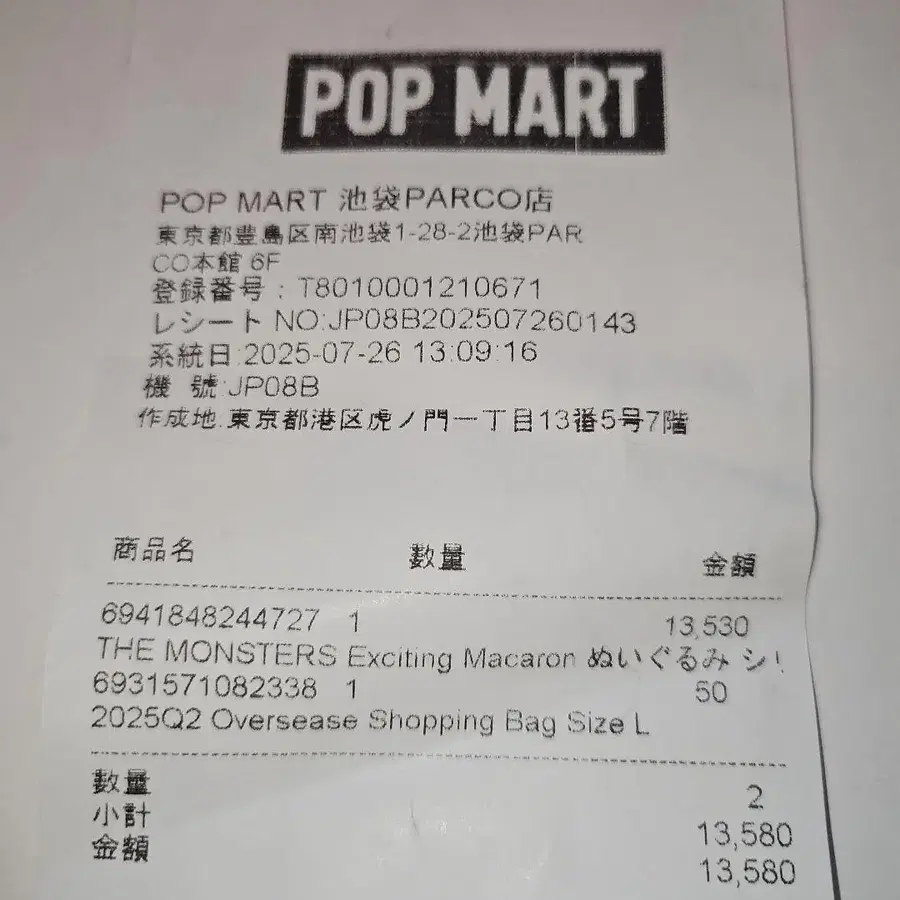 POP MART
POP MART 池袋PARCO店
東京都豊島区南池袋1-28-2池袋PAR
CO本館 6F
登録番号 : T8010001210671
レシート NO:JP08B202507260143
系統日:2025-07-26 13:09:16
機 號:JP08B
作成地:東京都港区虎ノ門一丁目13番5号7階
商品名 數量 金額
6941848244727 1 13,530
THE MONSTERS Exciting Macaron ぬいぐるみ シ
6931571082338 1 50
2025Q2 Oversease Shopping Bag Size L
數量 2
小計 13,580
金額 13,580